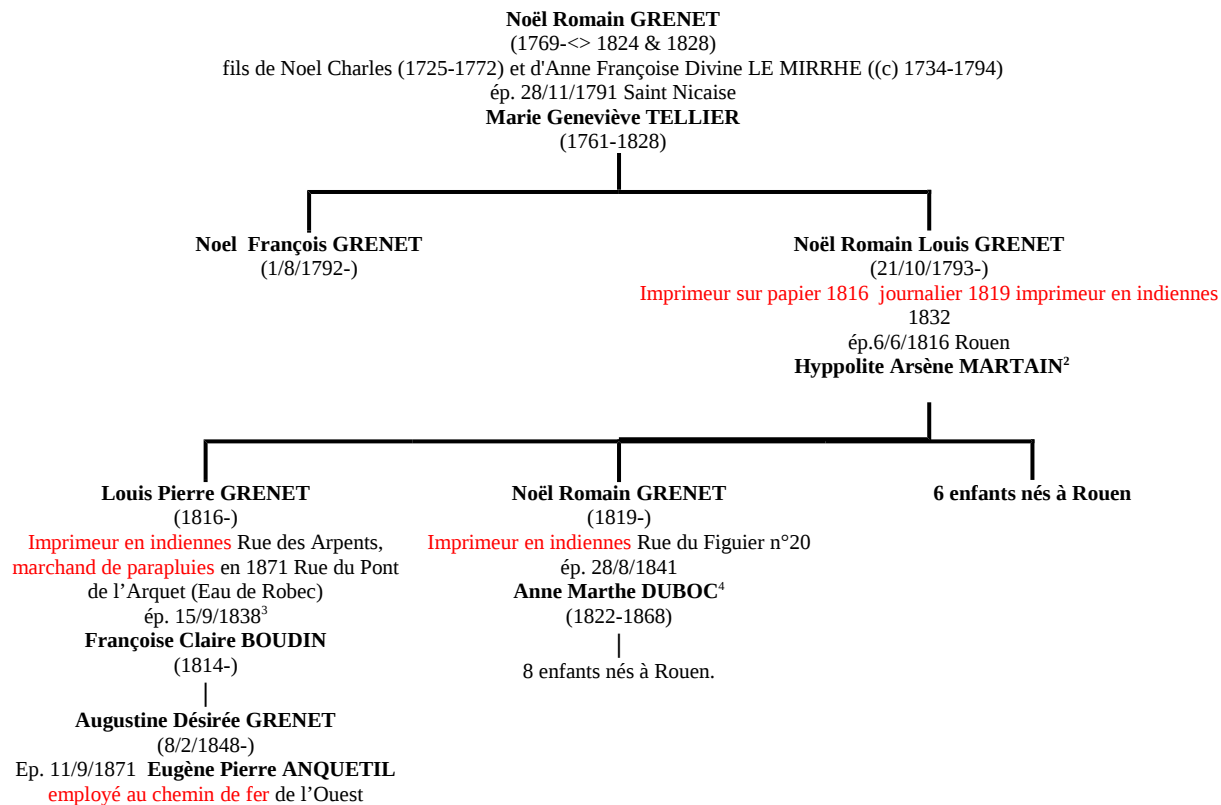 Noël Romain GRENET
(1769-<> 1824 & 1828)
fils de Noel Charles (1725-1772) et d'Anne Françoise Divine LE MIRRHE ((c) 1734-1794)
ép. 28/11/1791 Saint Nicaise
Marie Geneviève TELLIER
(1761-1828)
Noel François GRENET
(1/8/1792-)
Noël Romain Louis GRENET
(21/10/1793-)
Imprimeur sur papier 1816 journalier 1819 imprimeur en indiennes
1832
ép.6/6/1816 Rouen
Hyppolite Arsène MARTAIN²
Louis Pierre GRENET
(1816-)
Imprimeur en indiennes Rue des Arpents,
marchand de parapluies en 1871 Rue du Pont
de l’Arquet (Eau de Robec)
ép. 15/9/1838³
Françoise Claire BOUDIN
(1814-)
Augustine Désirée GRENET
(8/2/1848-)
Ep. 11/9/1871 Eugène Pierre ANQUETIL
employé au chemin de fer de l’Ouest
Noël Romain GRENET
(1819-)
Imprimeur en indiennes Rue du Figuier n°20
ép. 28/8/1841
Anne Marthe DUBOC⁴
(1822-1868)
8 enfants nés à Rouen.
6 enfants nés à Rouen